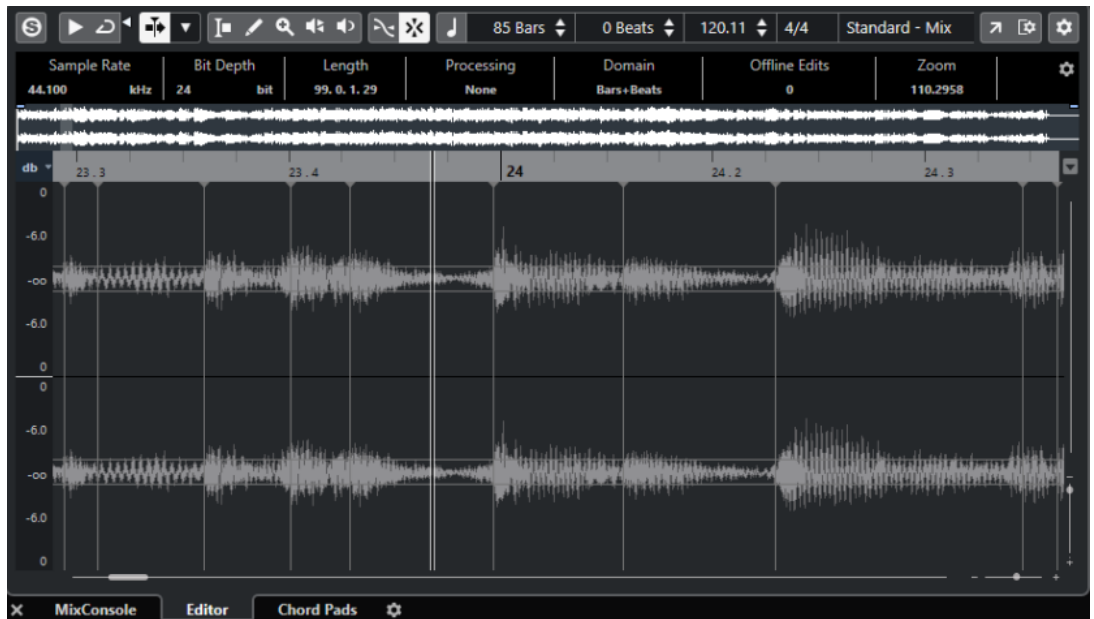 85 Bars 0 Beats 120.11 4/4 Standard - Mix
Sample Rate Bit Depth Length Processing Domain Offline Edits Zoom
44.100 kHz 24 bit 99. 0. 1. 29 None Bars+Beats 0 110.2958
db 23.3 23.4 24 24.2 24.3
0
-6.0
-oo
-6.0
0
0
-6.0
-oo
-6.0
0
- +
MixConsole Editor Chord Pads